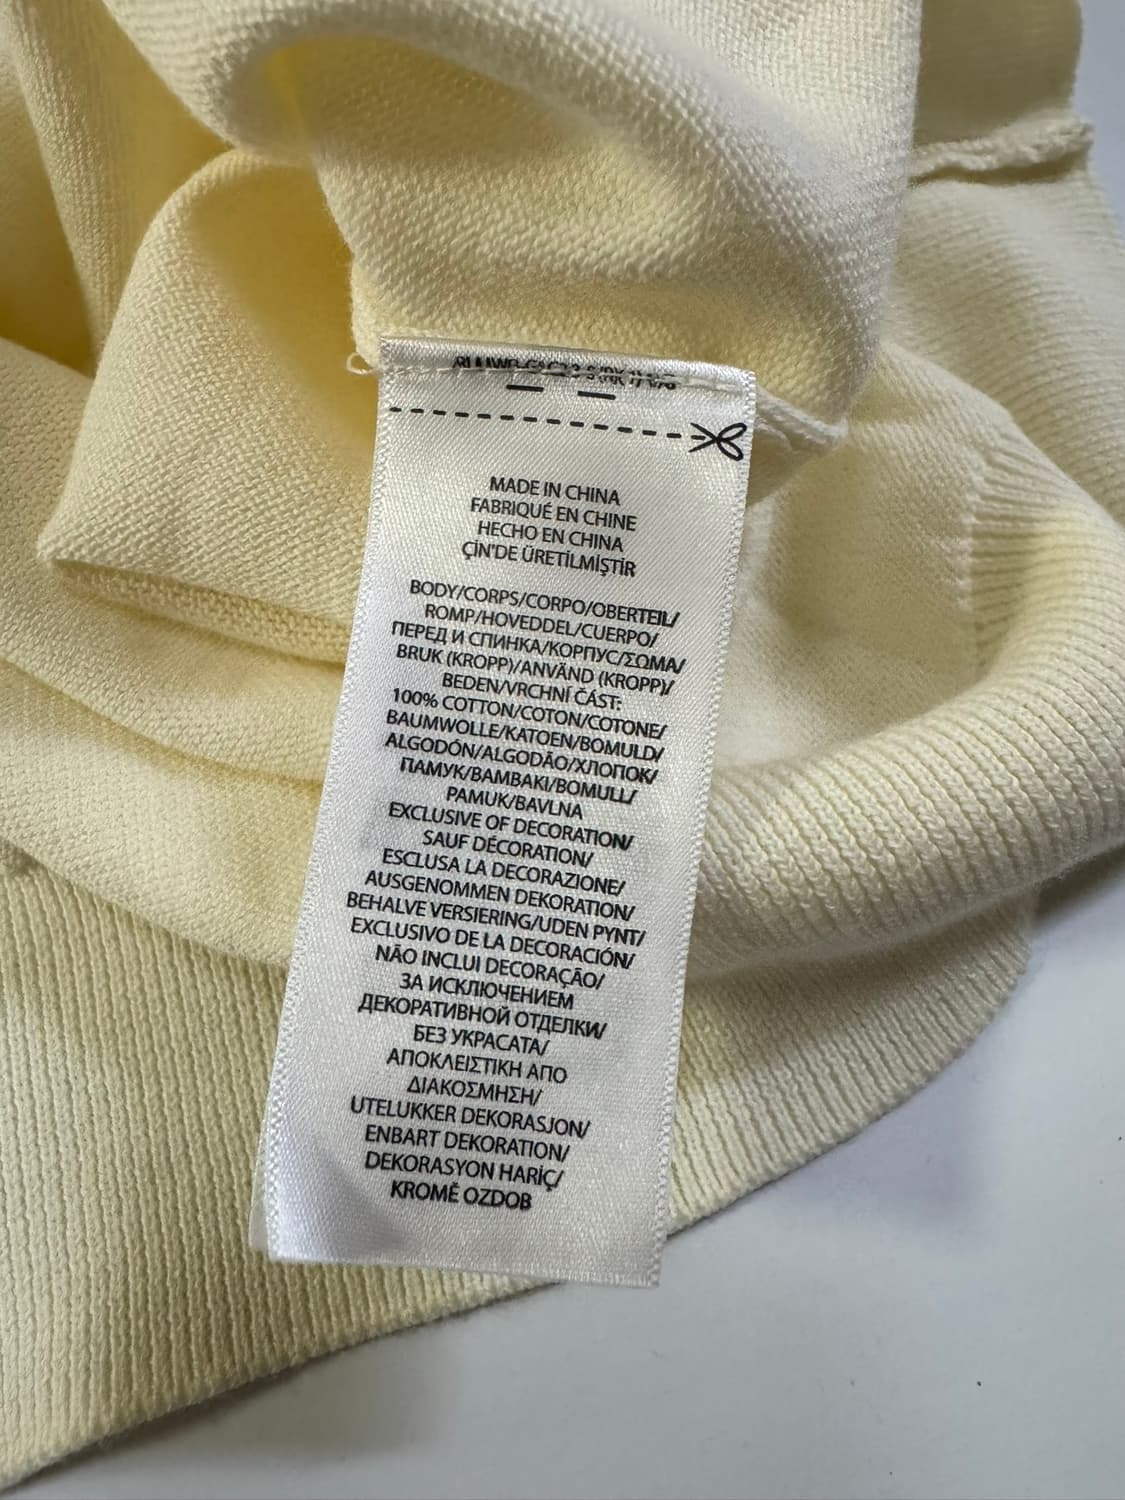 MADE IN CHINA
FABRIQUÉ EN CHINE
HECHO EN CHINA
ÇİN'DE ÜRETİLMİŞTİR
BODY/CORPS/CORPO/OBERTEIL/
ROMP/HOVEDDEL/CUERPO/
ПЕРЕД И СПИНКА/КОРПУС/ΣΩΜΑ/
BRUK (KROPP)/ANVÄND (KROPP)/
BEDEN/VRCHNÍ ČÁST:
100% COTTON/COTON/COTONE/
BAUMWOLLE/KATOEN/BOMULD/
ALGODÓN/ALGODÃO/ХЛОПОК/
ПАМУК/ΒΑΜΒΑΚΙ/BOMULL/
PAMUK/BAVLNA
EXCLUSIVE OF DECORATION/
SAUF DÉCORATION/
ESCLUSA LA DECORAZIONE/
AUSGENOMMEN DEKORATION/
BEHALVE VERSIERING/UDEN PYNT/
EXCLUSIVO DE LA DECORACIÓN/
NÃO INCLUI DECORAÇÃO/
ЗА ИСКЛЮЧЕНИЕМ
ДЕКОРАТИВНОЙ ОТДЕЛКИ/
БЕЗ УКРАСАТА/
ΑΠΟΚΛΕΙΣΤΙΚΗ ΑΠΟ
ΔΙΑΚΟΣΜΗΣΗ/
UTELUKKER DEKORASJON/
ENBART DEKORATION/
DEKORASYON HARİÇ/
KROMĚ OZDOB